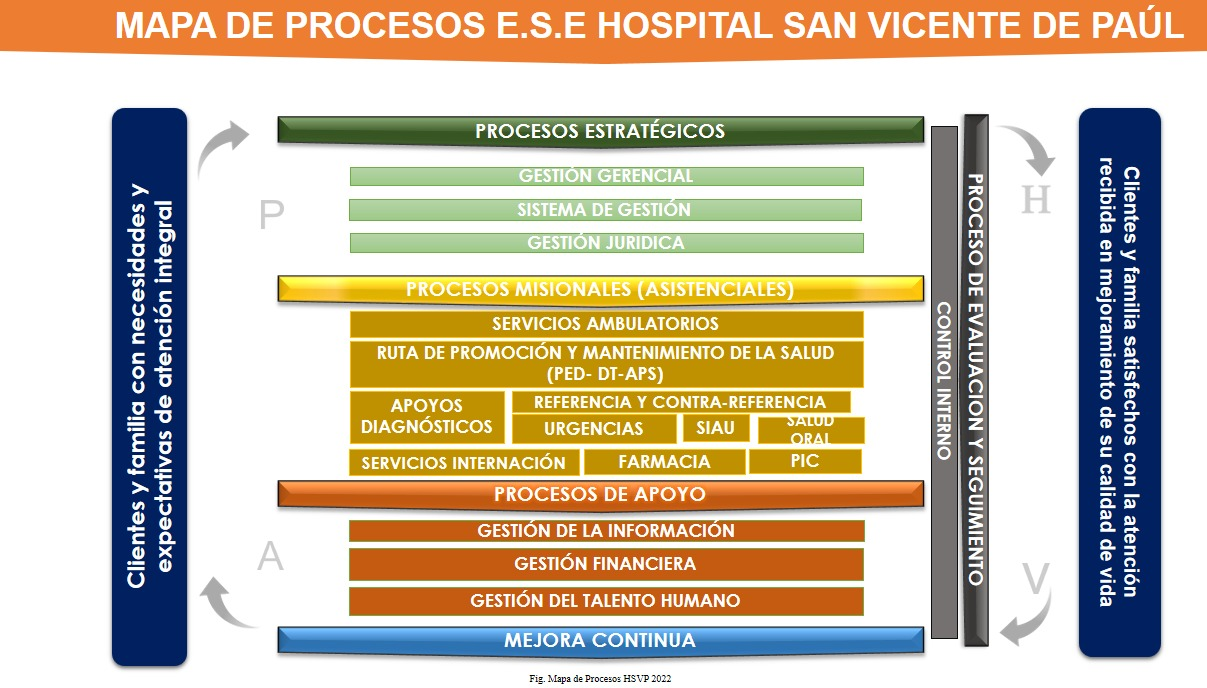 MAPA DE PROCESOS E.S.E HOSPITAL SAN VICENTE DE PAÚL
Clientes y familia con necesidades y
expectativas de atención integral
P
PROCESOS ESTRATÉGICOS
GESTIÓN GERENCIAL
SISTEMA DE GESTIÓN
GESTIÓN JURIDICA
PROCESOS MISIONALES (ASISTENCIALES)
SERVICIOS AMBULATORIOS
RUTA DE PROMOCIÓN Y MANTENIMIENTO DE LA SALUD
(PED- DT-APS)
APOYOS
DIAGNÓSTICOS
REFERENCIA Y CONTRA-REFERENCIA
URGENCIAS
SIAU
SALUD
ORAL
SERVICIOS INTERNACIÓN
FARMACIA
PIC
PROCESOS DE APOYO
GESTIÓN DE LA INFORMACIÓN
GESTIÓN FINANCIERA
GESTIÓN DEL TALENTO HUMANO
MEJORA CONTINUA
A
CONTROL INTERNO
PROCESO DE EVALUACION Y SEGUIMIENTO
H
V
Clientes y familia satisfechos con la atención
recibida en mejoramiento de su calidad de vida
Fig. Mapa de Procesos HSVP 2022